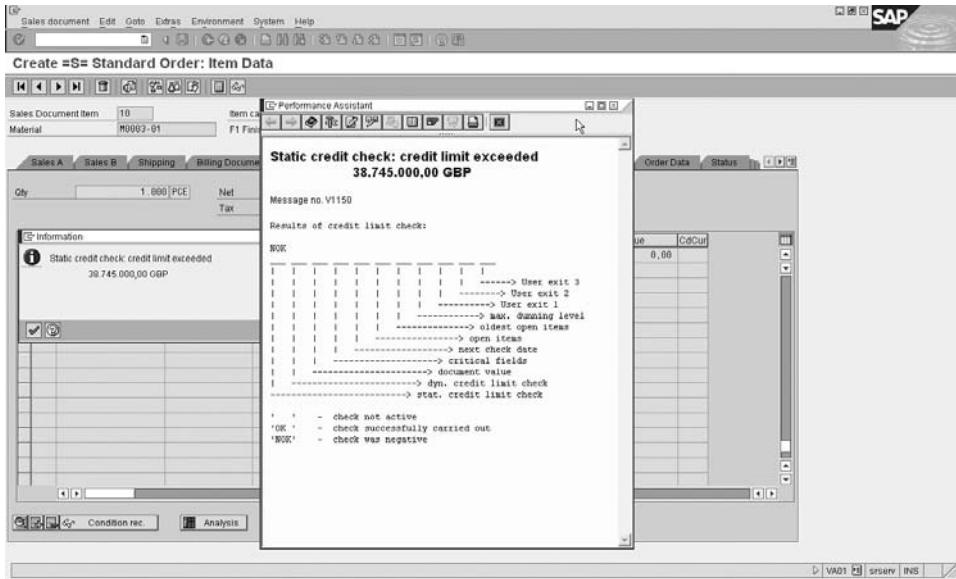 Sales document Edit Goto Extras Environment System Help
SAP
Create =S= Standard Order: Item Data
Sales Document Item 10 Item ca
Material M0003-01 F1 Fini
Performance Assistant
Sales A Sales B Shipping Billing Docume Order Data Status
Qty 1.000 PCE Net
Tax
Static credit check: credit limit exceeded
38.745.000,00 GBP
Message no. V1150
Results of credit limit check:
NOK
User exit 3
User exit 2
User exit 1
max. dunning level
oldest open items
open items
next check date
critical fields
document value
dyn. credit limit check
stat. credit limit check
' ' - check not active
'OK ' - check successfully carried out
'NOK' - check was negative
Information
Static credit check: credit limit exceeded
38.745.000,00 GBP
ue CdCur
0,00
Condition rec. Analysis
VA01 srserv INS